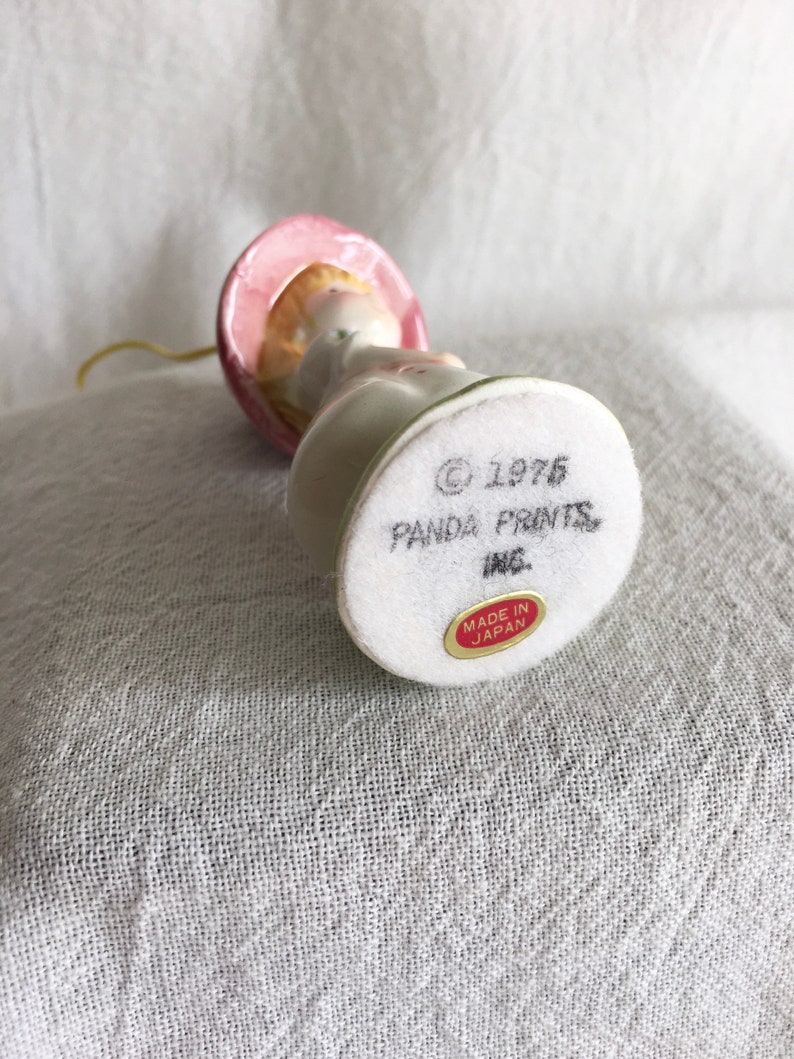 © 1975
PANDA PRINTS,
INC.
MADE IN
JAPAN